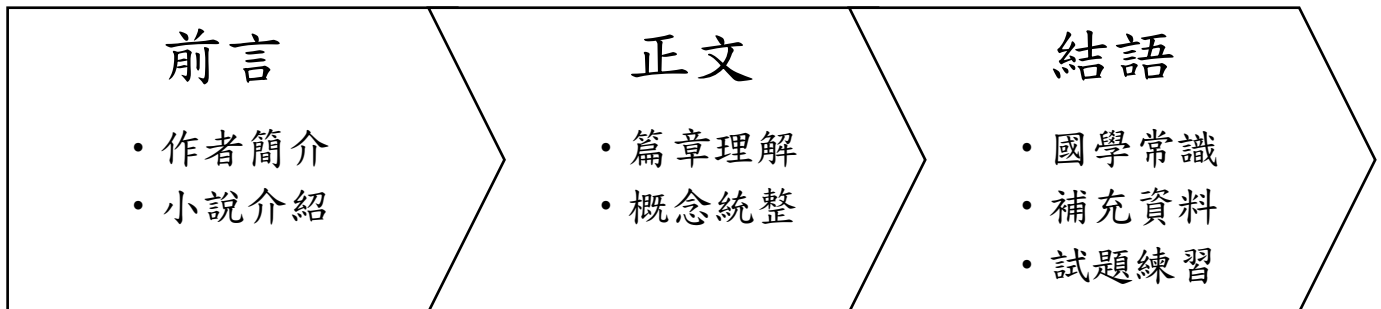 前言
・作者簡介
・小說介紹
正文
・篇章理解
・概念統整
結語
・國學常識
・補充資料
・試題練習